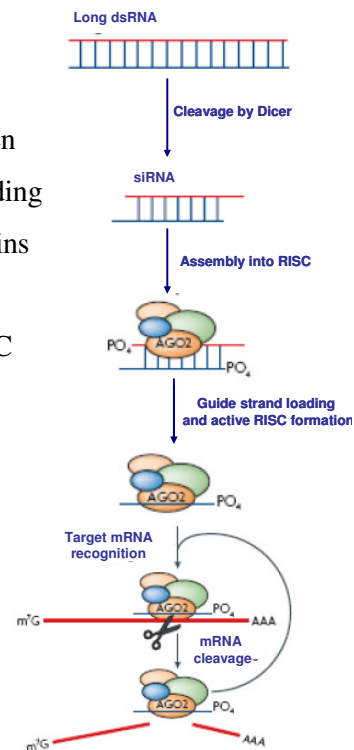 Long dsRNA
Cleavage by Dicer
siRNA
Assembly into RISC
AGO2
PO4
PO4
C
Guide strand loading
and active RISC formation
AGO2
PO4
Target mRNA
recognition
AGO2
PO4
m7G
AAA
mRNA
cleavage
AGO2
PO4
m7G
AAA